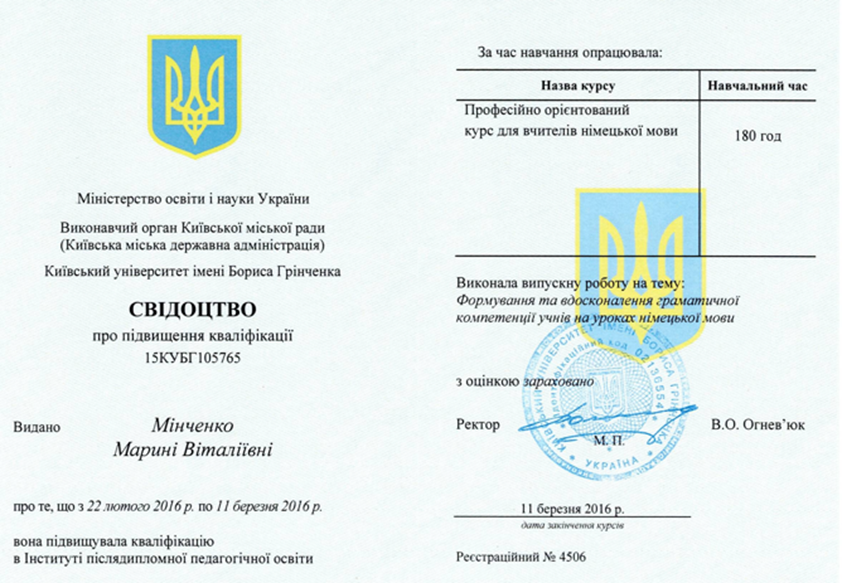 Міністерство освіти і науки України
Виконавчий орган Київської міської ради
(Київська міська державна адміністрація)
Київський університет імені Бориса Грінченка
СВІДОЦТВО
про підвищення кваліфікації
15КУБГ105765
Видано Мінченко
Марині Віталіївні
про те, що з 22 лютого 2016 р. по 11 березня 2016 р.
вона підвищувала кваліфікацію
в Інституті післядипломної педагогічної освіти
За час навчання опрацювала:
Назва курсу Навчальний час
Професійно орієнтований
курс для вчителів німецької мови 180 год
Виконала випускну роботу на тему:
Формування та вдосконалення граматичної
компетенції учнів на уроках німецької мови
з оцінкою зараховано
Ректор В.О. Огнев’юк
М. П.
КИЇВСЬКИЙ УНІВЕРСИТЕТ ІМЕНІ БОРИСА ГРІНЧЕНКА
Ідентифікаційний код 02136554
УКРАЇНА
11 березня 2016 р.
дата закінчення курсів
Реєстраційний № 4506